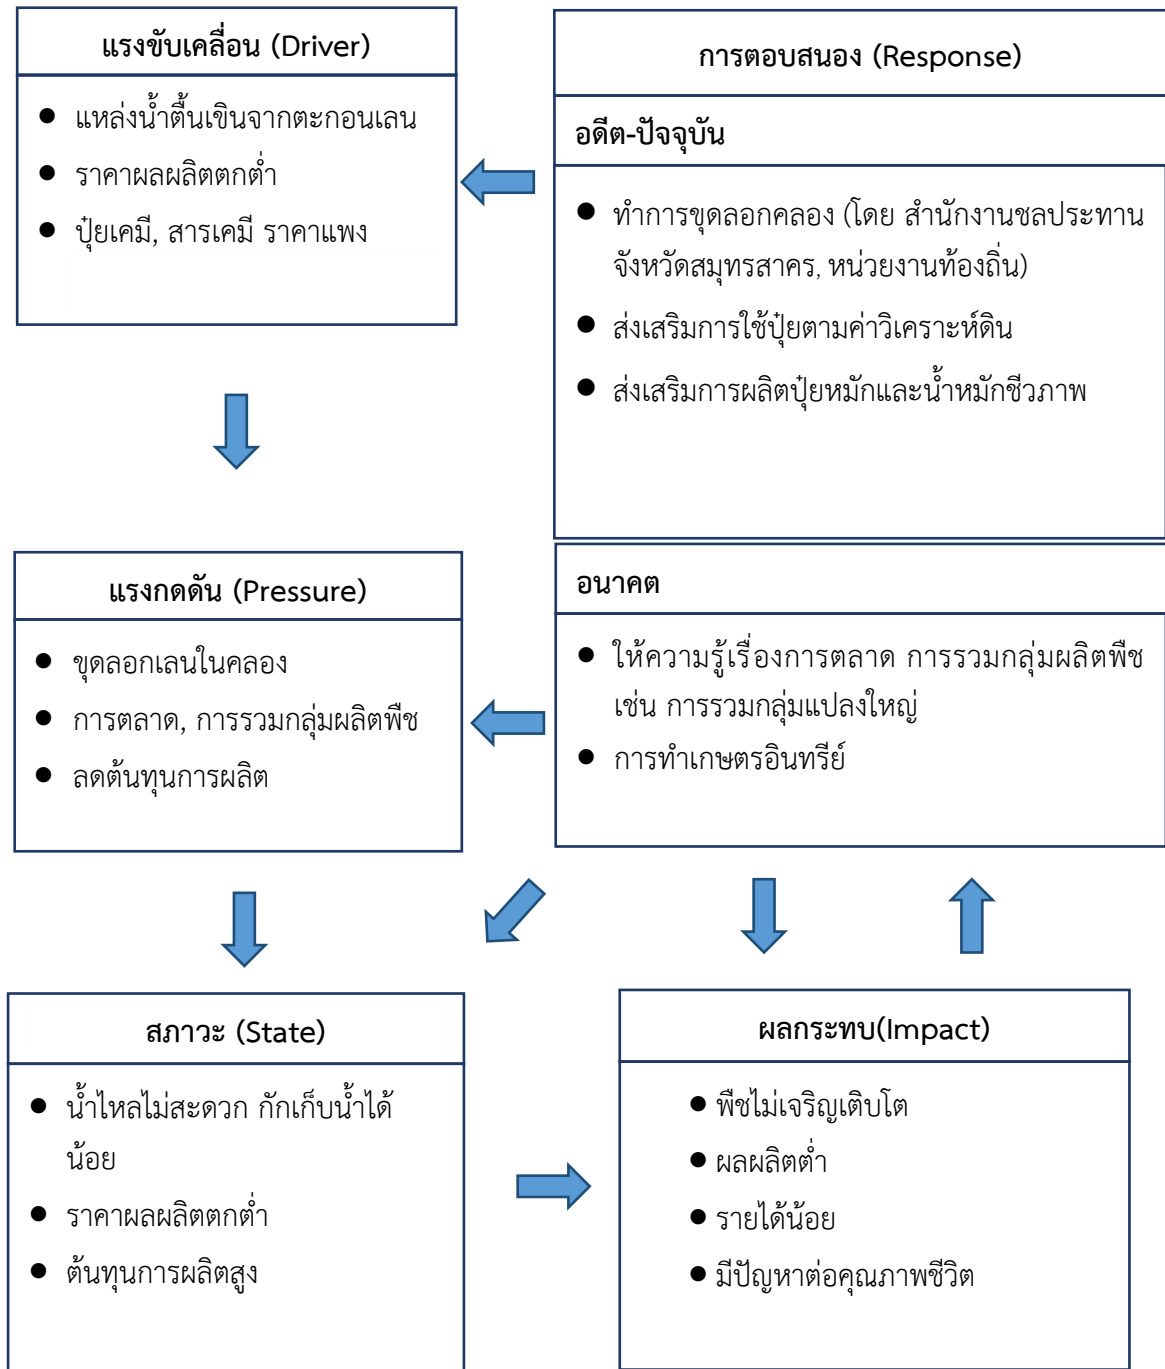 แรงขับเคลื่อน (Driver)
● แหล่งน้ำตื้นเขินจากตะกอนเลน
● ราคาผลผลิตตกต่ำ
● ปุ๋ยเคมี, สารเคมี ราคาแพง
การตอบสนอง (Response)
อดีต-ปัจจุบัน
● ทำการขุดลอกคลอง (โดย สำนักงานชลประทาน
จังหวัดสมุทรสาคร, หน่วยงานท้องถิ่น)
● ส่งเสริมการใช้ปุ๋ยตามค่าวิเคราะห์ดิน
● ส่งเสริมการผลิตปุ๋ยหมักและน้ำหมักชีวภาพ
แรงกดดัน (Pressure)
● ขุดลอกเลนในคลอง
● การตลาด, การรวมกลุ่มผลิตพืช
● ลดต้นทุนการผลิต
อนาคต
● ให้ความรู้เรื่องการตลาด การรวมกลุ่มผลิตพืช
เช่น การรวมกลุ่มแปลงใหญ่
● การทำเกษตรอินทรีย์
สภาวะ (State)
● น้ำไหลไม่สะดวก กักเก็บน้ำได้
น้อย
● ราคาผลผลิตตกต่ำ
● ต้นทุนการผลิตสูง
ผลกระทบ(Impact)
● พืชไม่เจริญเติบโต
● ผลผลิตต่ำ
● รายได้น้อย
● มีปัญหาต่อคุณภาพชีวิต